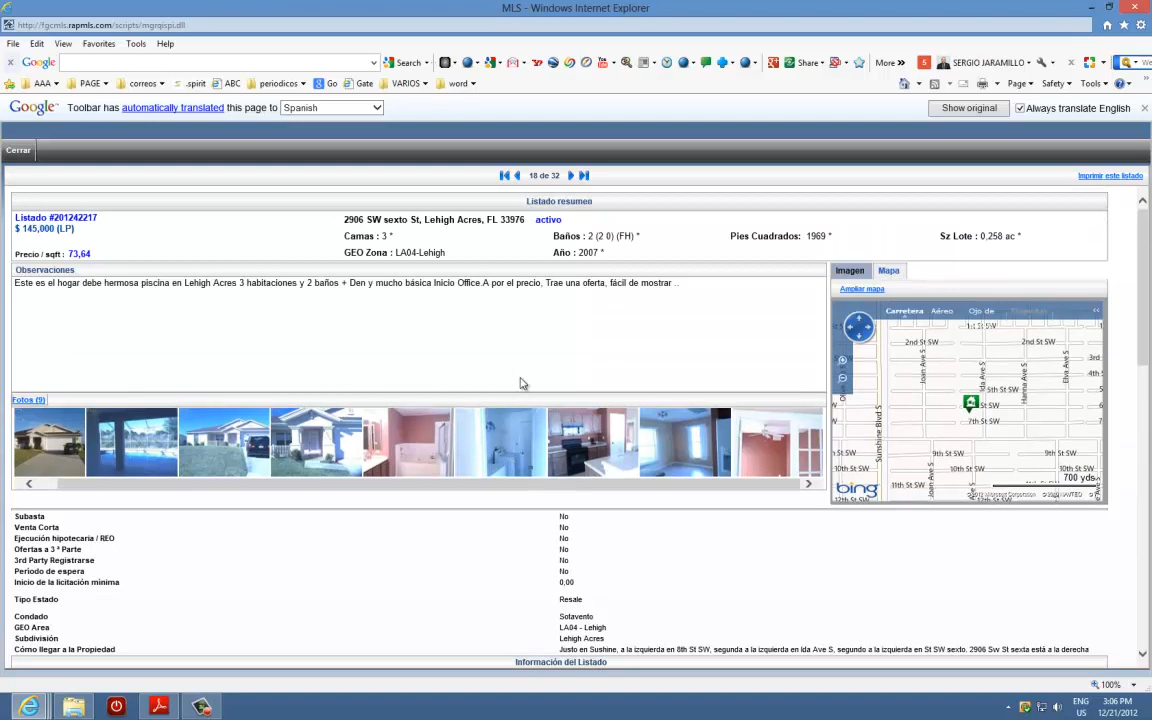 MLS - Windows Internet Explorer
http://fgcmls.rapmls.com/scripts/mgrqispi.dll
File Edit View Favorites Tools Help
Google Search Share More SERGIO JARAMILLO
AAA PAGE correos .spirit ABC periodicos Go Gate VARIOS word Page Safety Tools
Google Toolbar has automatically translated this page to Spanish Show original Always translate English
Cerrar
18 de 32 Imprimir este listado
Listado resumen
Listado #201242217 2906 SW sexto St, Lehigh Acres, FL 33976 activo
$ 145,000 (LP) Camas : 3 * Baños : 2 (2 0) (FH) * Pies Cuadrados: 1969 * Sz Lote : 0,258 ac *
Precio / sqft : 73,64 GEO Zona : LA04-Lehigh Año : 2007 *
Observaciones Imagen Mapa
Este es el hogar debe hermosa piscina en Lehigh Acres 3 habitaciones y 2 baños + Den y mucho básica Inicio Office.A por el precio, Trae una oferta, fácil de mostrar ..
Ampliar mapa
Carretera Aéreo Ojo de
1st St SW
2nd St SW 2nd St SW
3rd
4th
5th St SW
St SW
7th St SW
9th St SW 9th St SW
10th St SW 10th St SW
11th St SW
Joan Ave S
Ida Ave S
Hanna Ave S
Elva Ave S
Sunshine Blvd S
700 yds
bing
Fotos (9)
Subasta No
Venta Corta No
Ejecución hipotecaria / REO No
Ofertas a 3 ª Parte No
3rd Party Registrarse No
Período de espera No
Inicio de la licitación mínima 0,00
Tipo Estado Resale
Condado Sotavento
GEO Area LA04 - Lehigh
Subdivisión Lehigh Acres
Cómo llegar a la Propiedad Justo en Sushine, a la izquierda en 8th St SW, segunda a la izquierda en Ida Ave S, segundo a la izquierda en St SW sexto. 2906 Sw St sexta está a la derecha
Información del Listado
100%
ENG 3:06 PM
US 12/21/2012